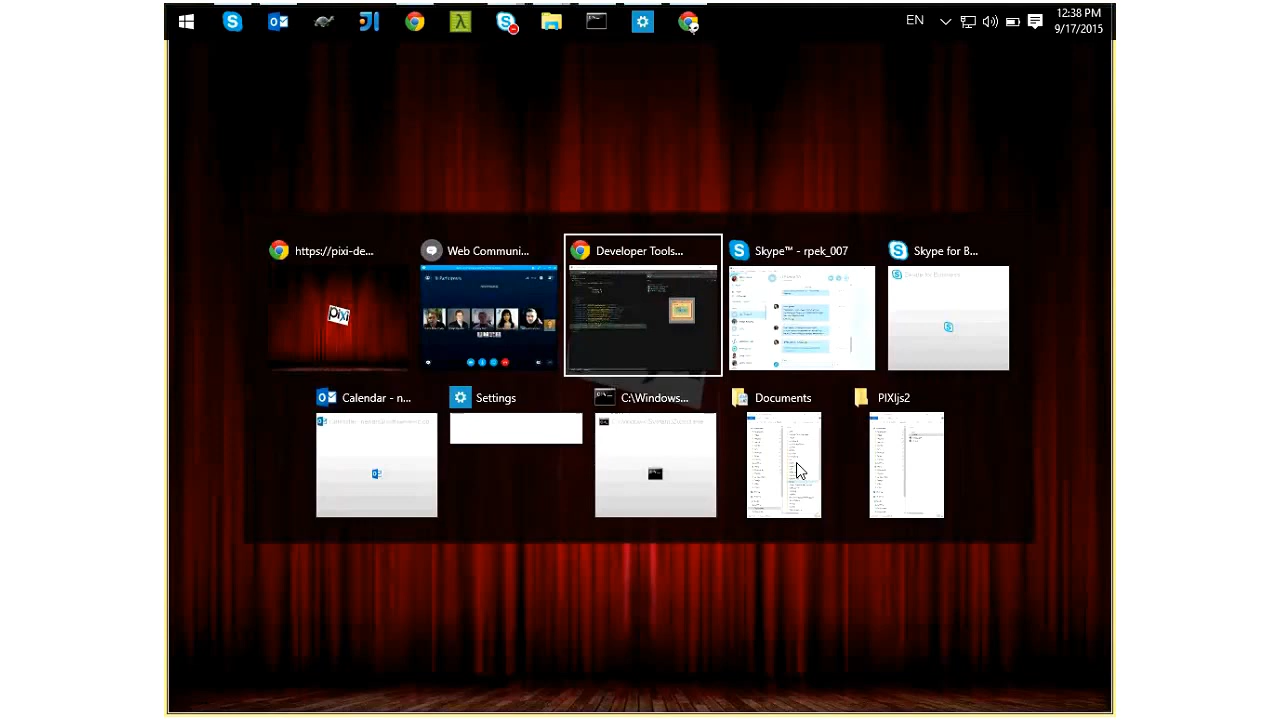 EN
12:38 PM
9/17/2015
https://pixi-de...
Web Communi...
Developer Tools...
Skype™ - rpek_007
Skype for B...
pixi
Calendar - n...
Settings
C:\Windows...
Documents
PIXIjs2